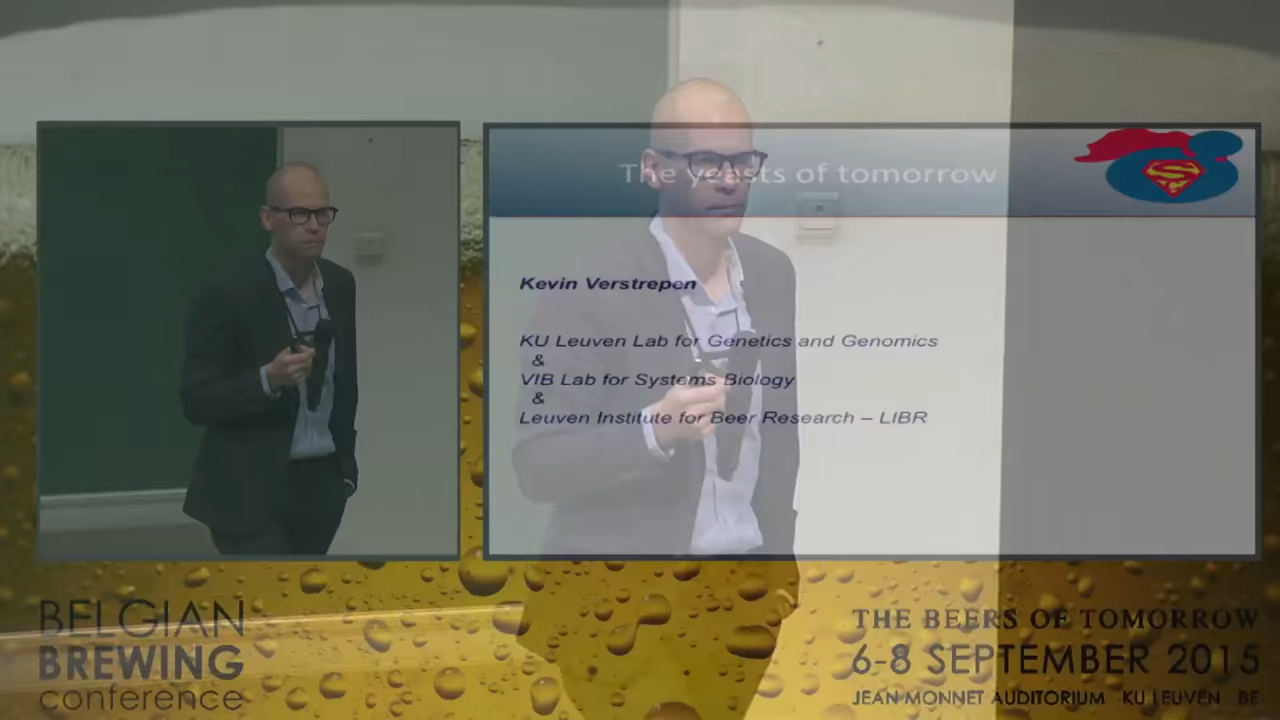 The yeasts of tomorrow
Kevin Verstrepen
KU Leuven Lab for Genetics and Genomics
&
VIB Lab for Systems Biology
&
Leuven Institute for Beer Research – LIBR
BELGIAN
BREWING
conference
THE BEERS OF TOMORROW
6-8 SEPTEMBER 2015
JEAN MONNET AUDITORIUM KU LEUVEN BE